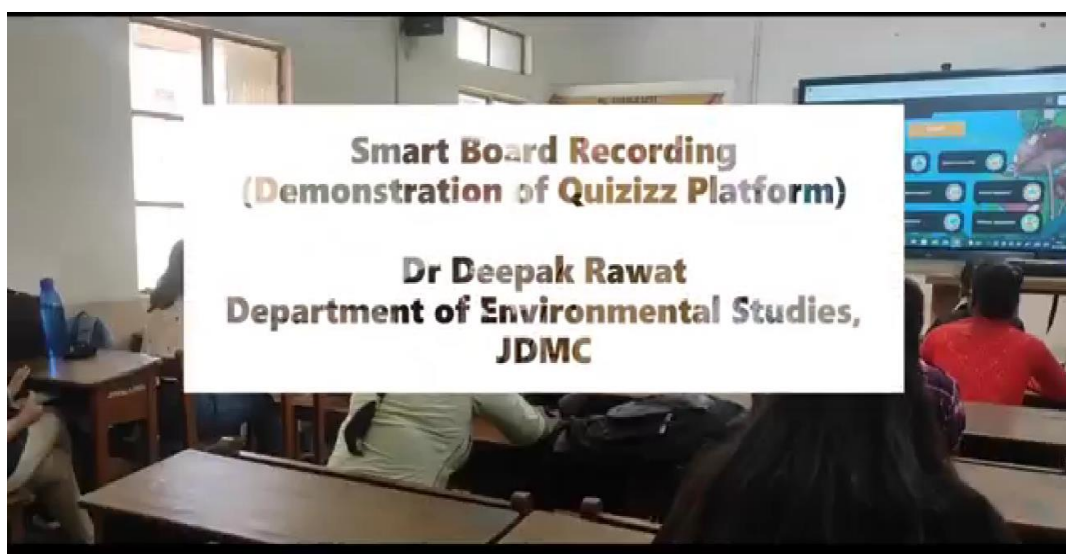 Smart Board Recording
(Demonstration of Quizizz Platform)
Dr Deepak Rawat
Department of Environmental Studies,
JDMC